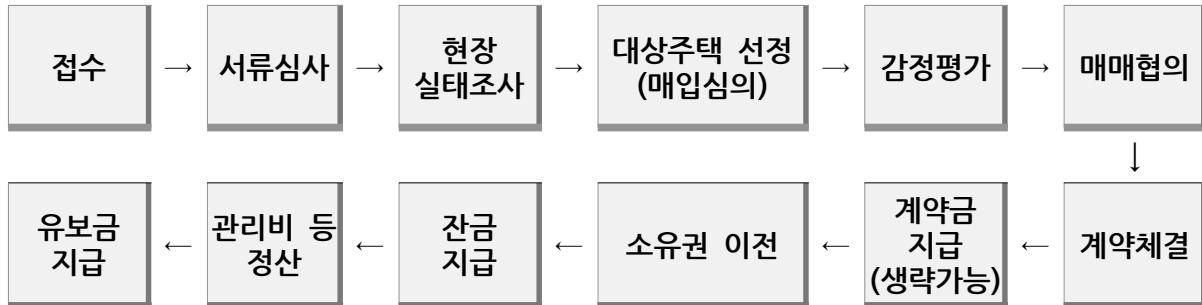 접수 → 서류심사 → 현장
실태조사 → 대상주택 선정
(매입심의) → 감정평가 → 매매협의
↓
계약체결 ← 계약금
지급
(생략가능) ← 소유권 이전 ← 잔금
지급 ← 관리비 등
정산 ← 유보금
지급